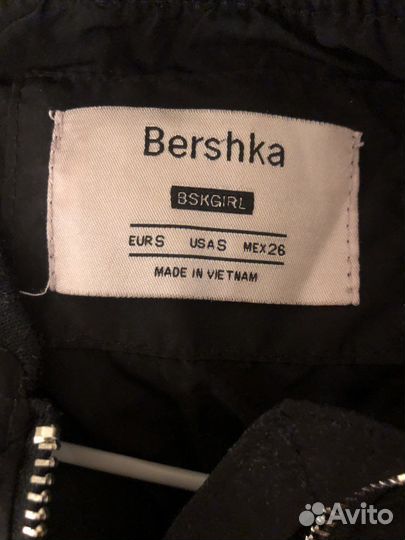 Bershka
BSKGIRL
EUR S USA S MEX 26
MADE IN VIETNAM
Avito